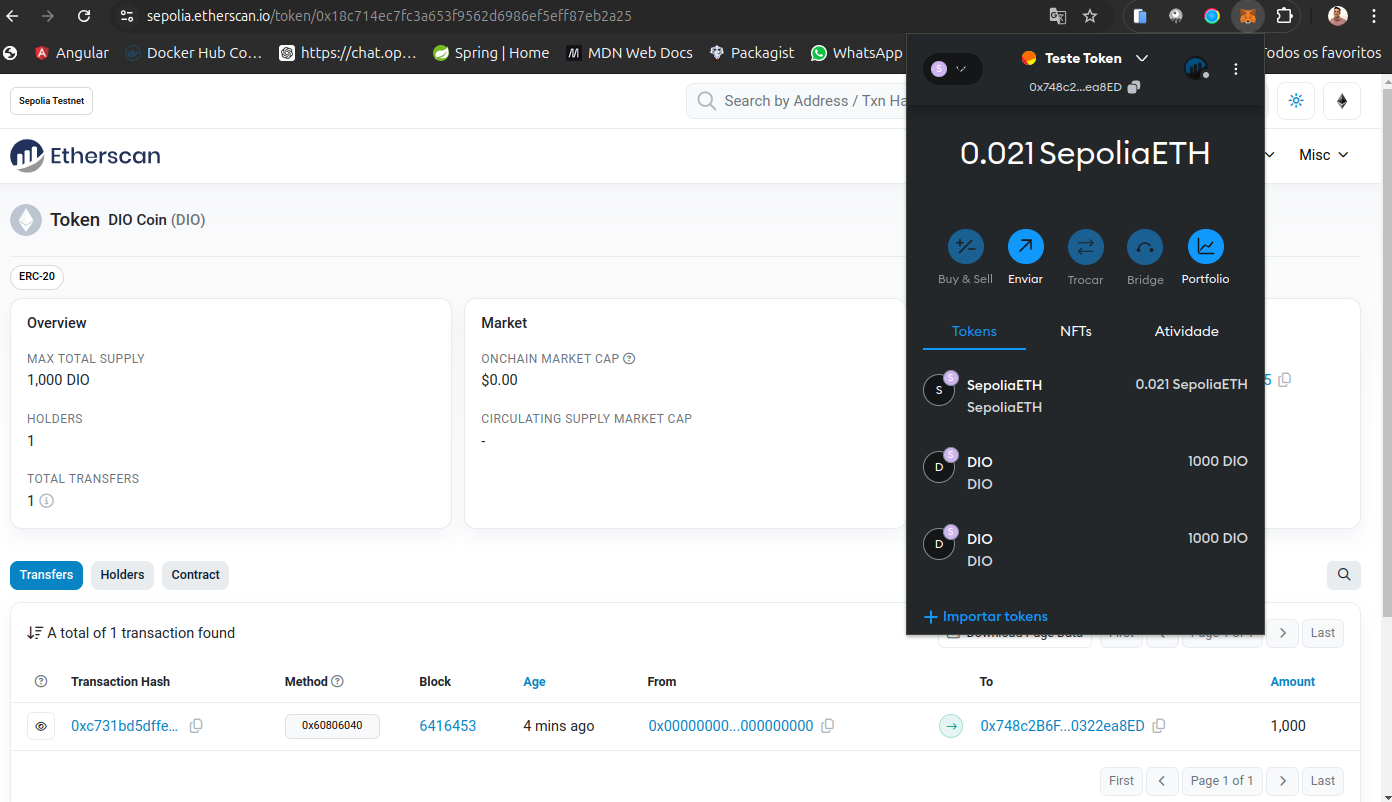 sepolia.etherscan.io/token/0x18c714ec7fc3a653f9562d6986ef5eff87eb2a25
Angular
Docker Hub Co...
https://chat.op...
Spring | Home
MDN Web Docs
Packagist
WhatsApp
Todos os favoritos
Sepolia Testnet
Search by Address / Txn Ha
Etherscan
Misc
Token DIO Coin (DIO)
ERC-20
Overview
MAX TOTAL SUPPLY
1,000 DIO
HOLDERS
1
TOTAL TRANSFERS
1
Market
ONCHAIN MARKET CAP
$0.00
CIRCULATING SUPPLY MARKET CAP
-
5
S
Teste Token
0x748c2...ea8ED
0.021 SepoliaETH
Buy & Sell
Enviar
Trocar
Bridge
Portfolio
Tokens
NFTs
Atividade
S
S
SepoliaETH
0.021 SepoliaETH
SepoliaETH
S
D
DIO
1000 DIO
DIO
S
D
DIO
1000 DIO
DIO
+ Importar tokens
Transfers
Holders
Contract
A total of 1 transaction found
Download Page Data
First
Page 1 of 1
Last
Transaction Hash
Method
Block
Age
From
To
Amount
0xc731bd5dffe...
0x60806040
6416453
4 mins ago
0x00000000...000000000
0x748c2B6F...0322ea8ED
1,000
First
Page 1 of 1
Last